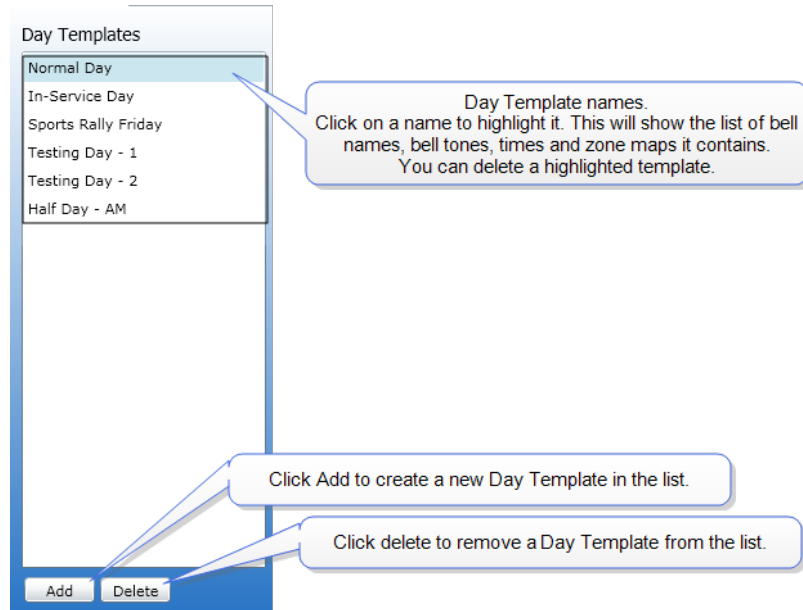 Day Templates
Normal Day
In-Service Day
Sports Rally Friday
Testing Day - 1
Testing Day - 2
Half Day - AM
Day Template names.
Click on a name to highlight it. This will show the list of bell
names, bell tones, times and zone maps it contains.
You can delete a highlighted template.
Click Add to create a new Day Template in the list.
Click delete to remove a Day Template from the list.
Add
Delete